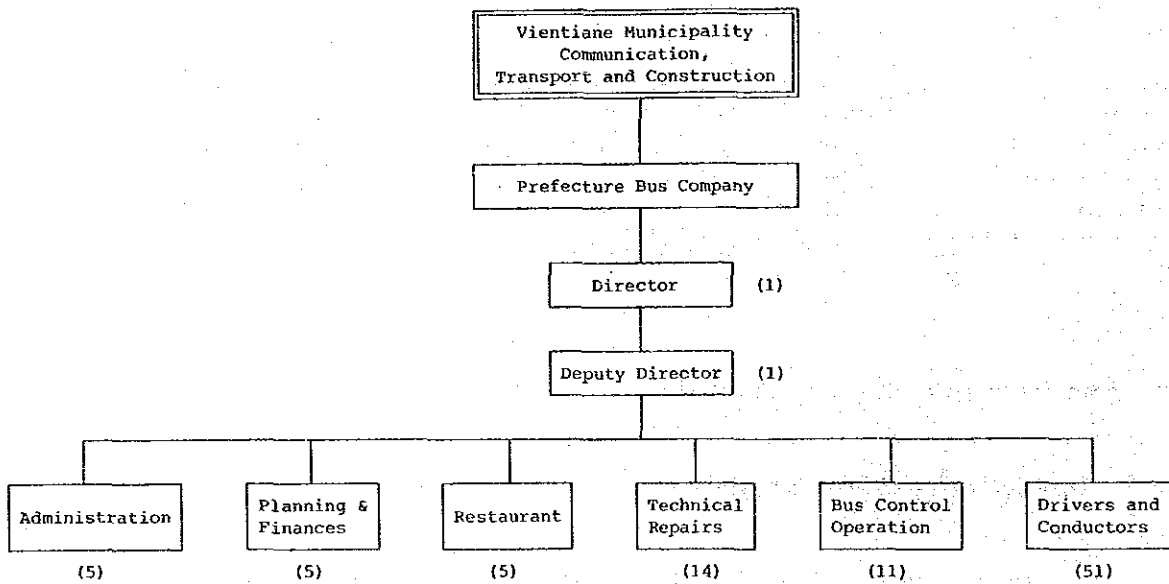 Vientiane Municipality
Communication,
Transport and Construction
Prefecture Bus Company
Director (1)
Deputy Director (1)
Administration
Planning &
Finances
Restaurant
Technical
Repairs
Bus Control
Operation
Drivers and
Conductors
(5) (5) (5) (14) (11) (51)